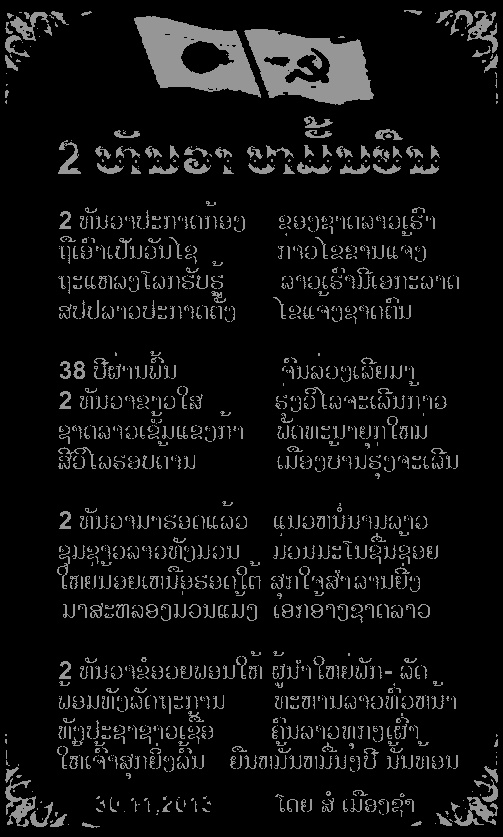 2 ທັນວາ ພາມັ້ນຍືນ
2 ທັນວາປະກາດກ້ອງ ຂອງຊາດລາວເຮົາ
ຖືເອົາເປັນວັນໄຊ ກ່າວໄຂຂານແຈ້ງ
ຖະແຫລງໂລກຮັບຮູ້ ລາວເຮົາມີເອກະລາດ
ສປປລາວປະກາດຕັ້ງ ໄຂແຈ້ງຊາດຕົນ
38 ປີຜ່ານພົ້ນ ຈົນລ່ວງເລີຍມາ
2 ທັນວາຂາວໃສ ຮຸ່ງວິໄລຈະເລີນກ້າວ
ຊາດລາວເຂັ້ມແຂງກ້າ ພັດທະນາຍຸກໃຫມ່
ສີວິໄລຮອບດ້ານ ເມືອງບ້ານຮຸ່ງຈະເລີນ
2 ທັນວາມາຮອດແລ້ວ ແນວຫນໍ່ນາມລາວ
ຊຸມຊາວລາວທັງມວນ ມ່ວນມະໂນຊື່ນຊ້ອຍ
ໃຫຍ່ນ້ອຍເຫນືອຮອດໃຕ້ ສຸກໃຈສຳລານຍິ່ງ
ມາສະຫລອງມ່ວນແມ້ງ ເອກອ້າງຊາດລາວ
2 ທັນວາຂໍອວຍພອນໃຫ້ ຜູ້ນຳໃຫຍ່ພັກ- ລັດ
ພ້ອມທັງລັດຖະການ ທະຫານລາວທົ່ວຫນ້າ
ທັງປະຊາຊາວເຊື້ອ ຄົນລາວທຸກໆເຜົ່າ
ໃຫ້ເຈົ້າສຸກຍິ່ງລົ້ນ ຍືນຫມັ້ນຫມື່ນໆປີ ນັ້ນທ້ອນ
30.11,2013 ໂດຍ ສໍ ເມືອງຊຳ